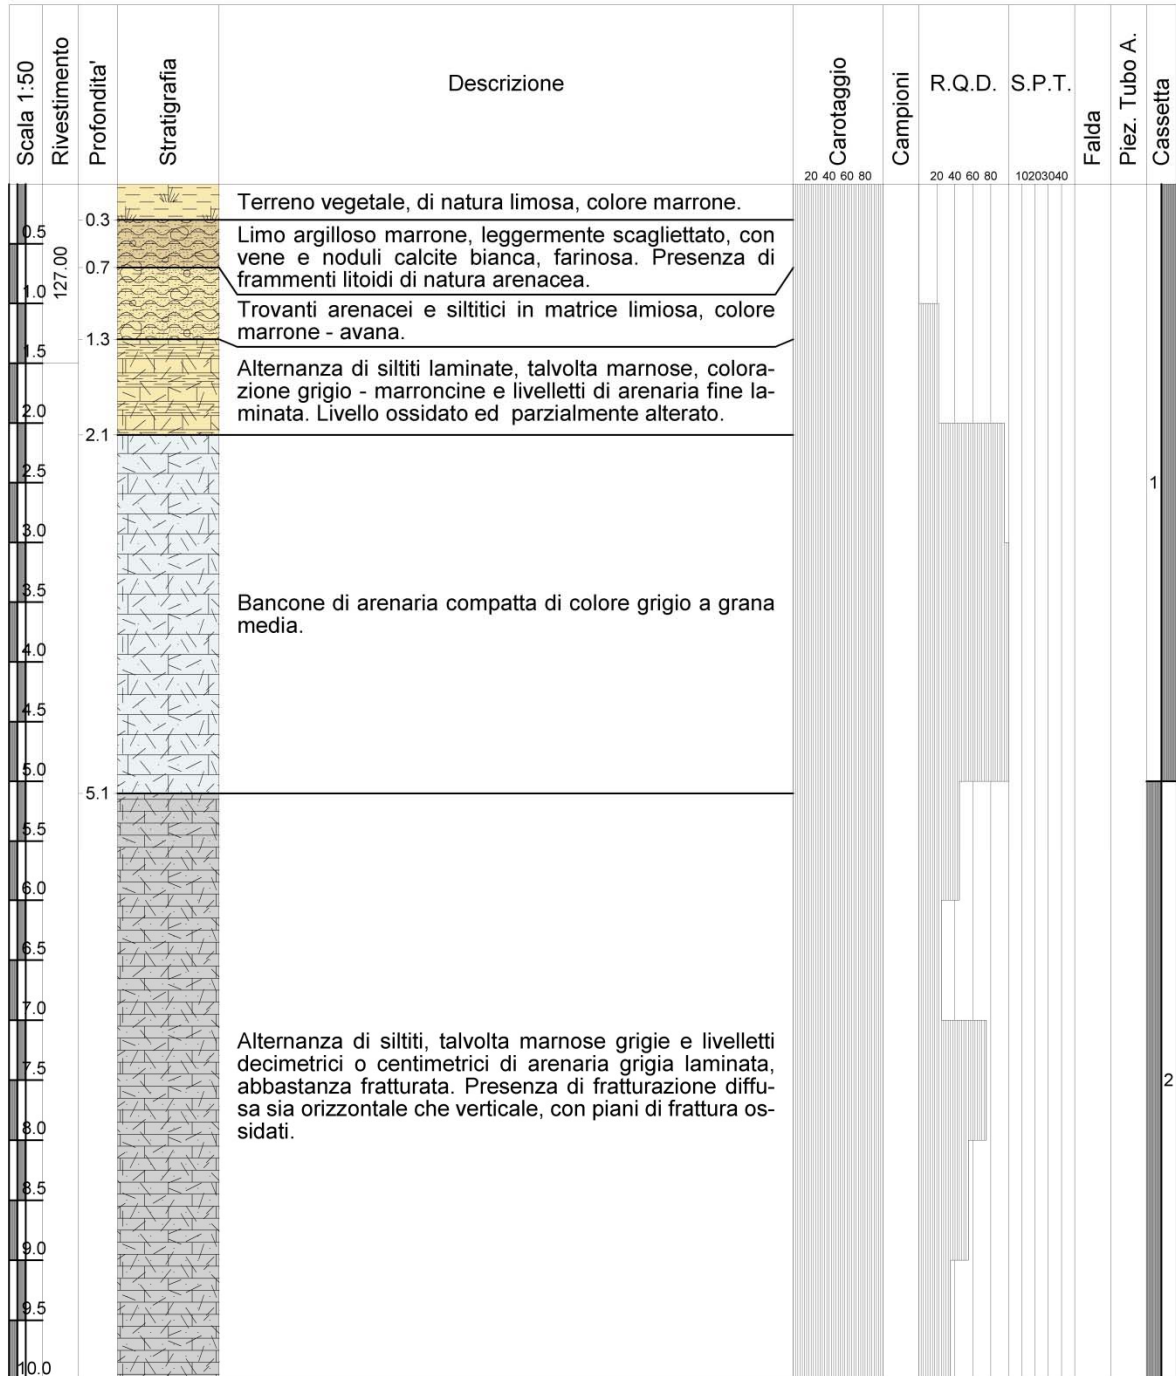 Scala 1:50
Rivestimento
Profondita'
Stratigrafia
Descrizione
Carotaggio
Campioni
R.Q.D.
S.P.T.
Falda
Piez. Tubo A.
Cassetta
20 40 60 80
20 40 60 80
10203040
Terreno vegetale, di natura limosa, colore marrone.
0.3
0.5
Limo argilloso marrone, leggermente scagliettato, con
vene e noduli calcite bianca, farinosa. Presenza di
frammenti litoidi di natura arenacea.
0.7
127.00
1.0
Trovanti arenacei e siltitici in matrice limiosa, colore
marrone - avana.
1.3
1.5
Alternanza di siltiti laminate, talvolta marnose, colora-
zione grigio - marroncine e livelletti di arenaria fine la-
minata. Livello ossidato ed parzialmente alterato.
2.0
2.1
2.5
1
3.0
3.5
Bancone di arenaria compatta di colore grigio a grana
media.
4.0
4.5
5.0
5.1
5.5
6.0
6.5
7.0
Alternanza di siltiti, talvolta marnose grigie e livelletti
decimetrici o centimetrici di arenaria grigia laminata,
abbastanza fratturata. Presenza di fratturazione diffu-
sa sia orizzontale che verticale, con piani di frattura os-
sidati.
7.5
2
8.0
8.5
9.0
9.5
10.0